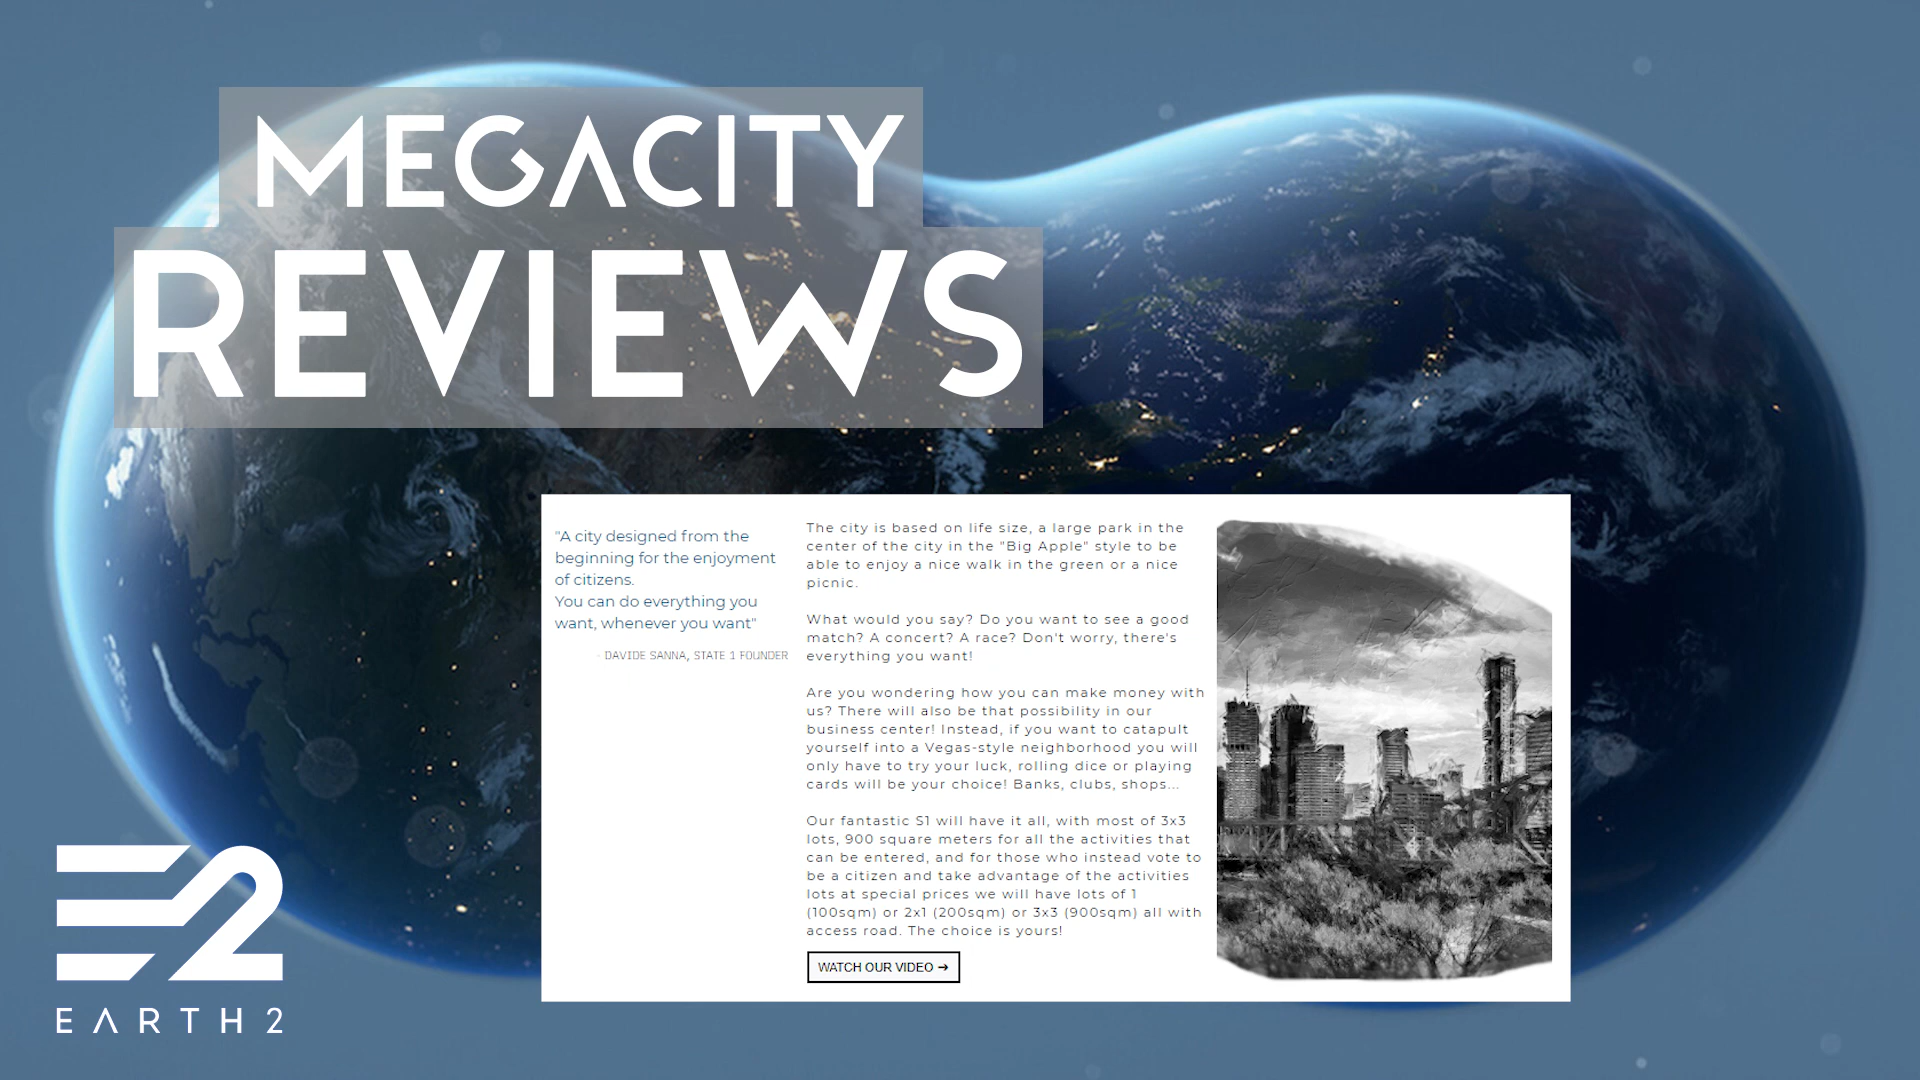 MEGACITY
REVIEWS
"A city designed from the
beginning for the enjoyment
of citizens.
You can do everything you
want, whenever you want"
- DAVIDE SANNA, STATE 1 FOUNDER
The city is based on life size, a large park in the
center of the city in the "Big Apple" style to be
able to enjoy a nice walk in the green or a nice
picnic.
What would you say? Do you want to see a good
match? A concert? A race? Don't worry, there's
everything you want!
Are you wondering how you can make money with
us? There will also be that possibility in our
business center! Instead, if you want to catapult
yourself into a Vegas-style neighborhood you will
only have to try your luck, rolling dice or playing
cards will be your choice! Banks, clubs, shops...
Our fantastic S1 will have it all, with most of 3x3
lots, 900 square meters for all the activities that
can be entered, and for those who instead vote to
be a citizen and take advantage of the activities
lots at special prices we will have lots of 1
(100sqm) or 2x1 (200sqm) or 3x3 (900sqm) all with
access road. The choice is yours!
WATCH OUR VIDEO →
E2
EARTH 2